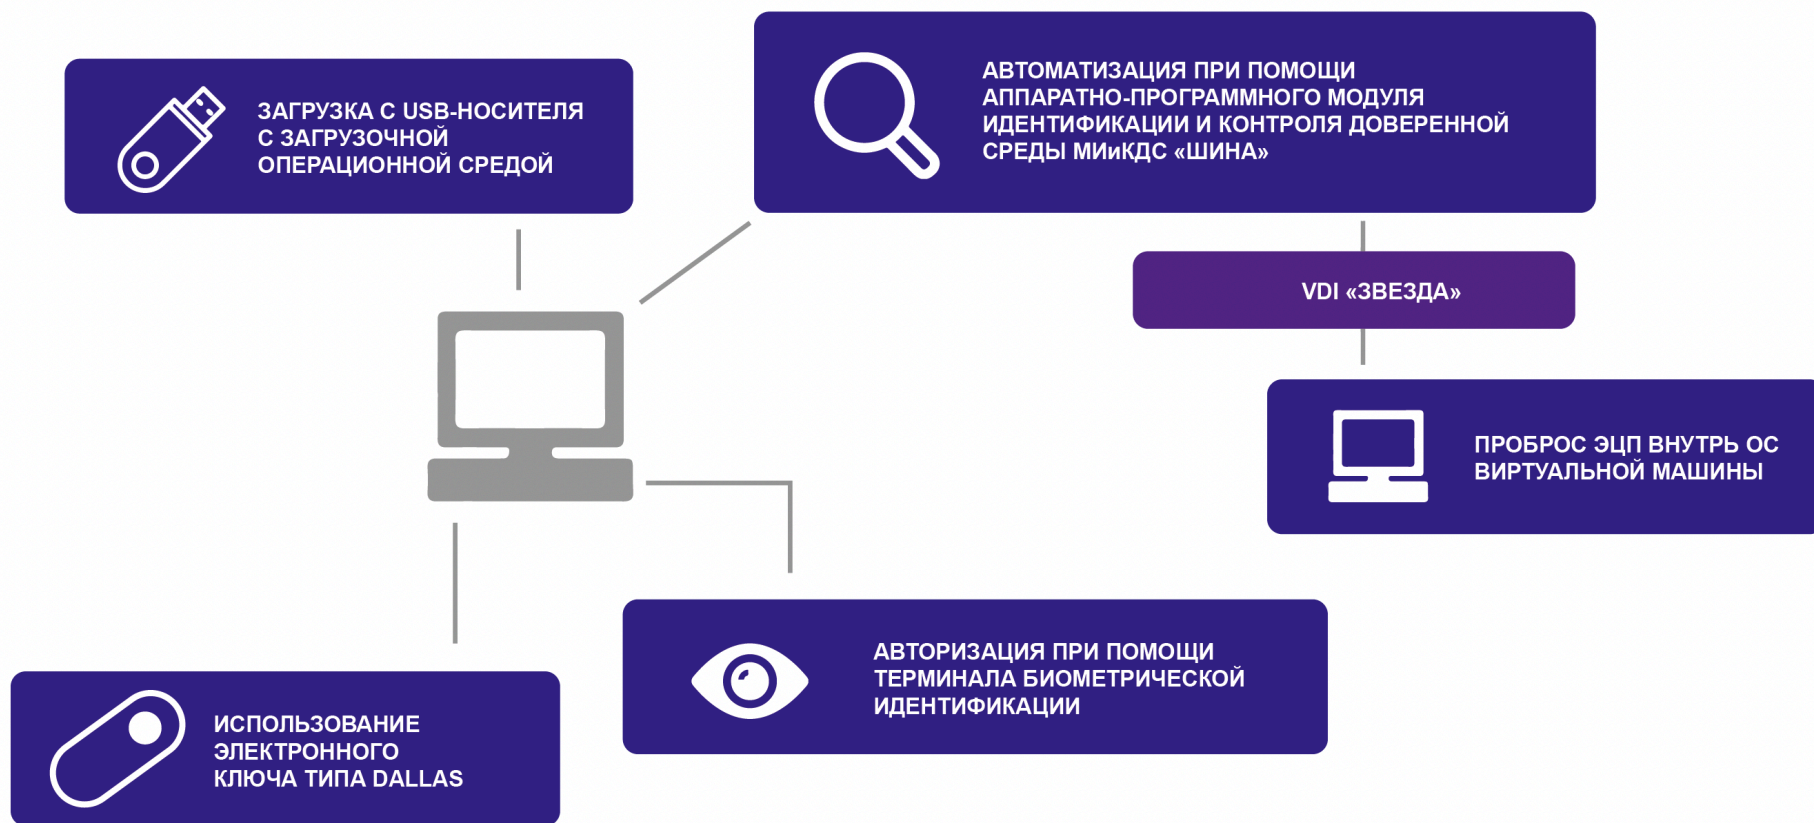 ЗАГРУЗКА С USB-НОСИТЕЛЯ
С ЗАГРУЗОЧНОЙ
ОПЕРАЦИОННОЙ СРЕДОЙ
АВТОМАТИЗАЦИЯ ПРИ ПОМОЩИ
АППАРАТНО-ПРОГРАММНОГО МОДУЛЯ
ИДЕНТИФИКАЦИИ И КОНТРОЛЯ ДОВЕРЕННОЙ
СРЕДЫ МИиКДС «ШИНА»
VDI «ЗВЕЗДА»
ПРОБРОС ЭЦП ВНУТРЬ ОС
ВИРТУАЛЬНОЙ МАШИНЫ
АВТОРИЗАЦИЯ ПРИ ПОМОЩИ
ТЕРМИНАЛА БИОМЕТРИЧЕСКОЙ
ИДЕНТИФИКАЦИИ
ИСПОЛЬЗОВАНИЕ
ЭЛЕКТРОННОГО
КЛЮЧА ТИПА DALLAS